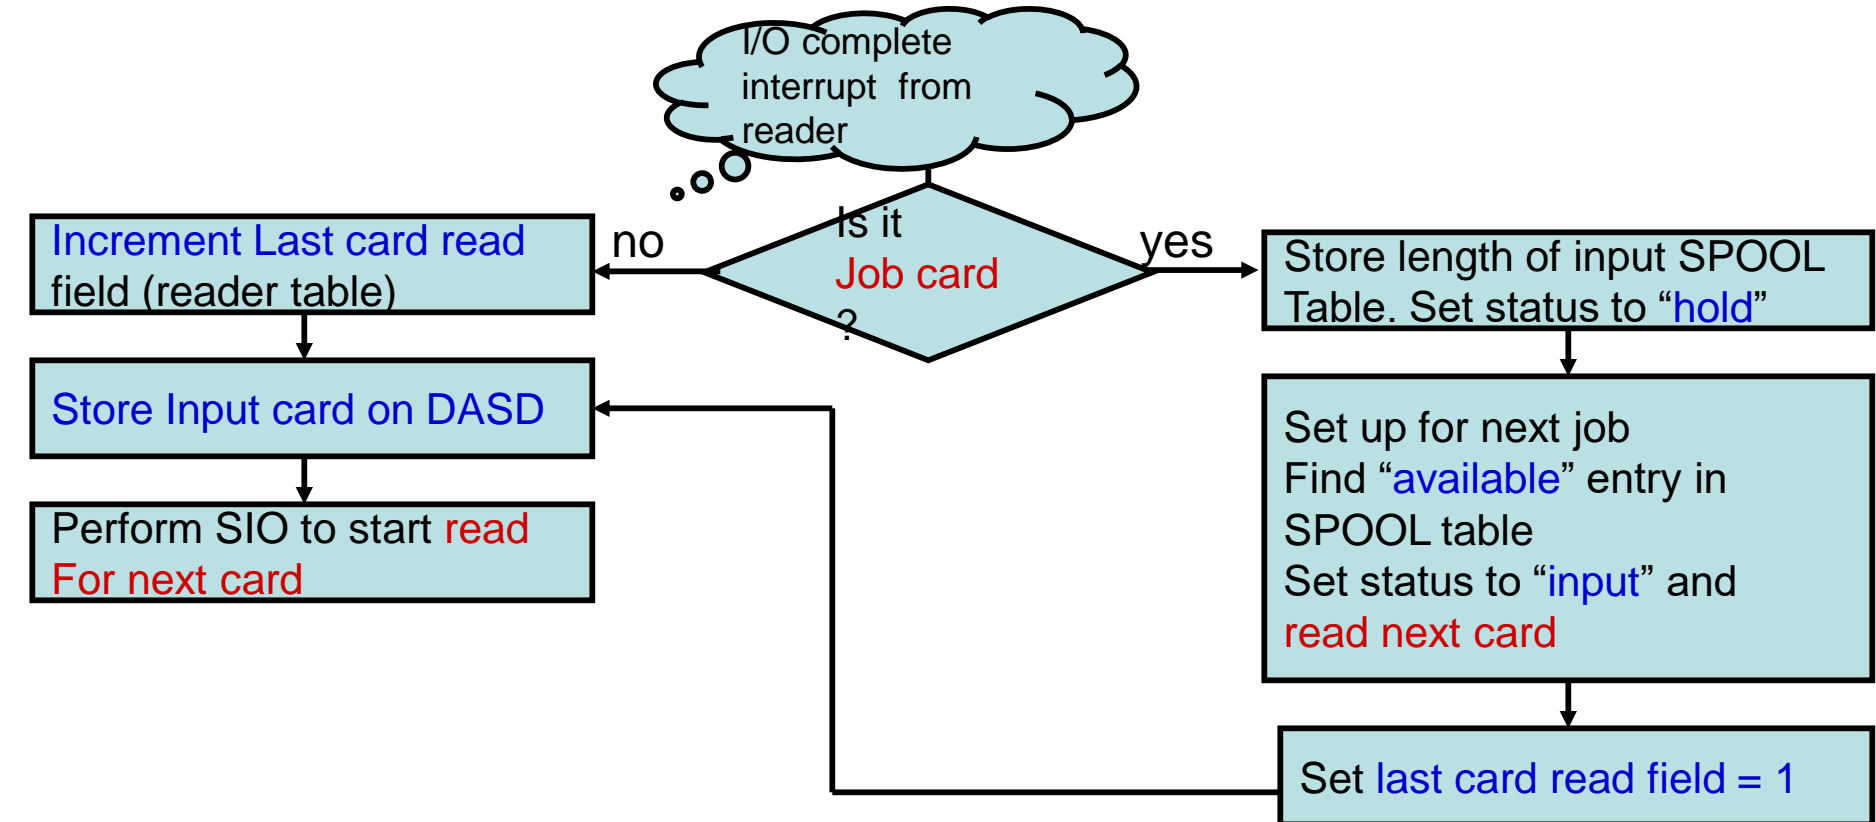 I/O complete
interrupt from
reader
Is it
Job card
?
no
yes
Increment Last card read
field (reader table)
Store Input card on DASD
Perform SIO to start read
For next card
Store length of input SPOOL
Table. Set status to “hold”
Set up for next job
Find “available” entry in
SPOOL table
Set status to “input” and
read next card
Set last card read field = 1